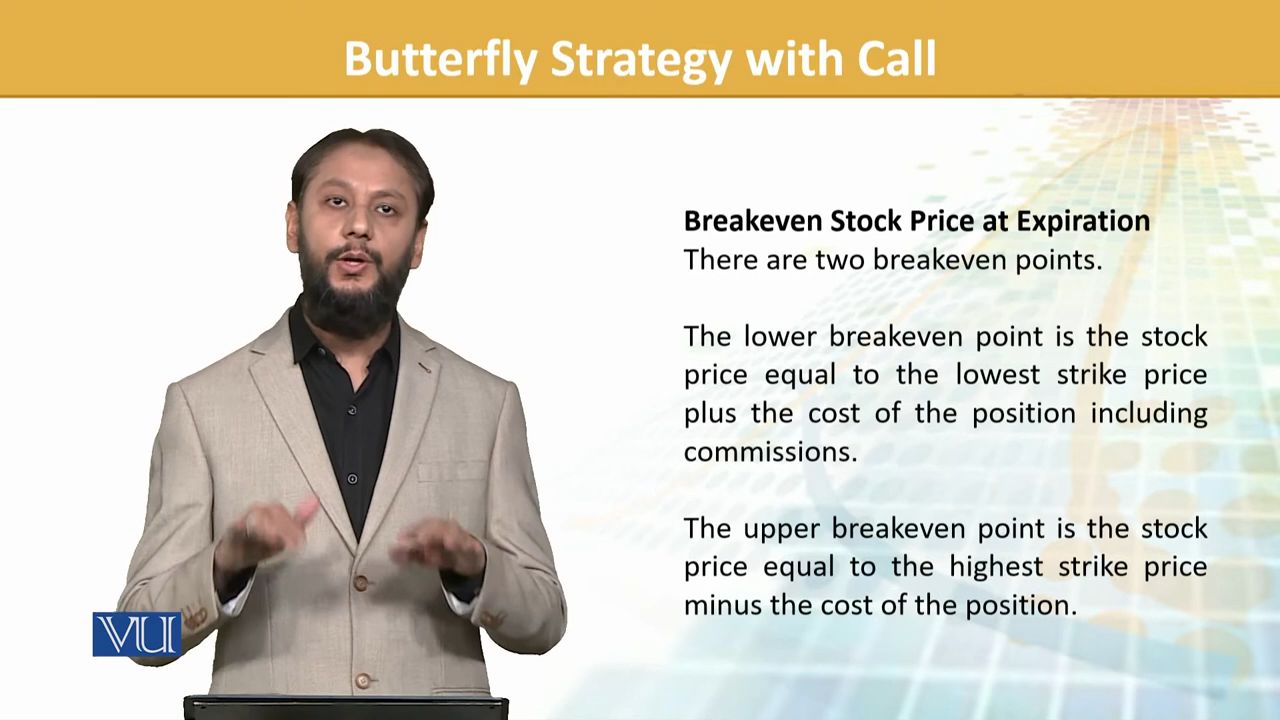 Butterfly Strategy with Call
Breakeven Stock Price at Expiration
There are two breakeven points.
The lower breakeven point is the stock
price equal to the lowest strike price
plus the cost of the position including
commissions.
The upper breakeven point is the stock
price equal to the highest strike price
minus the cost of the position.
VU